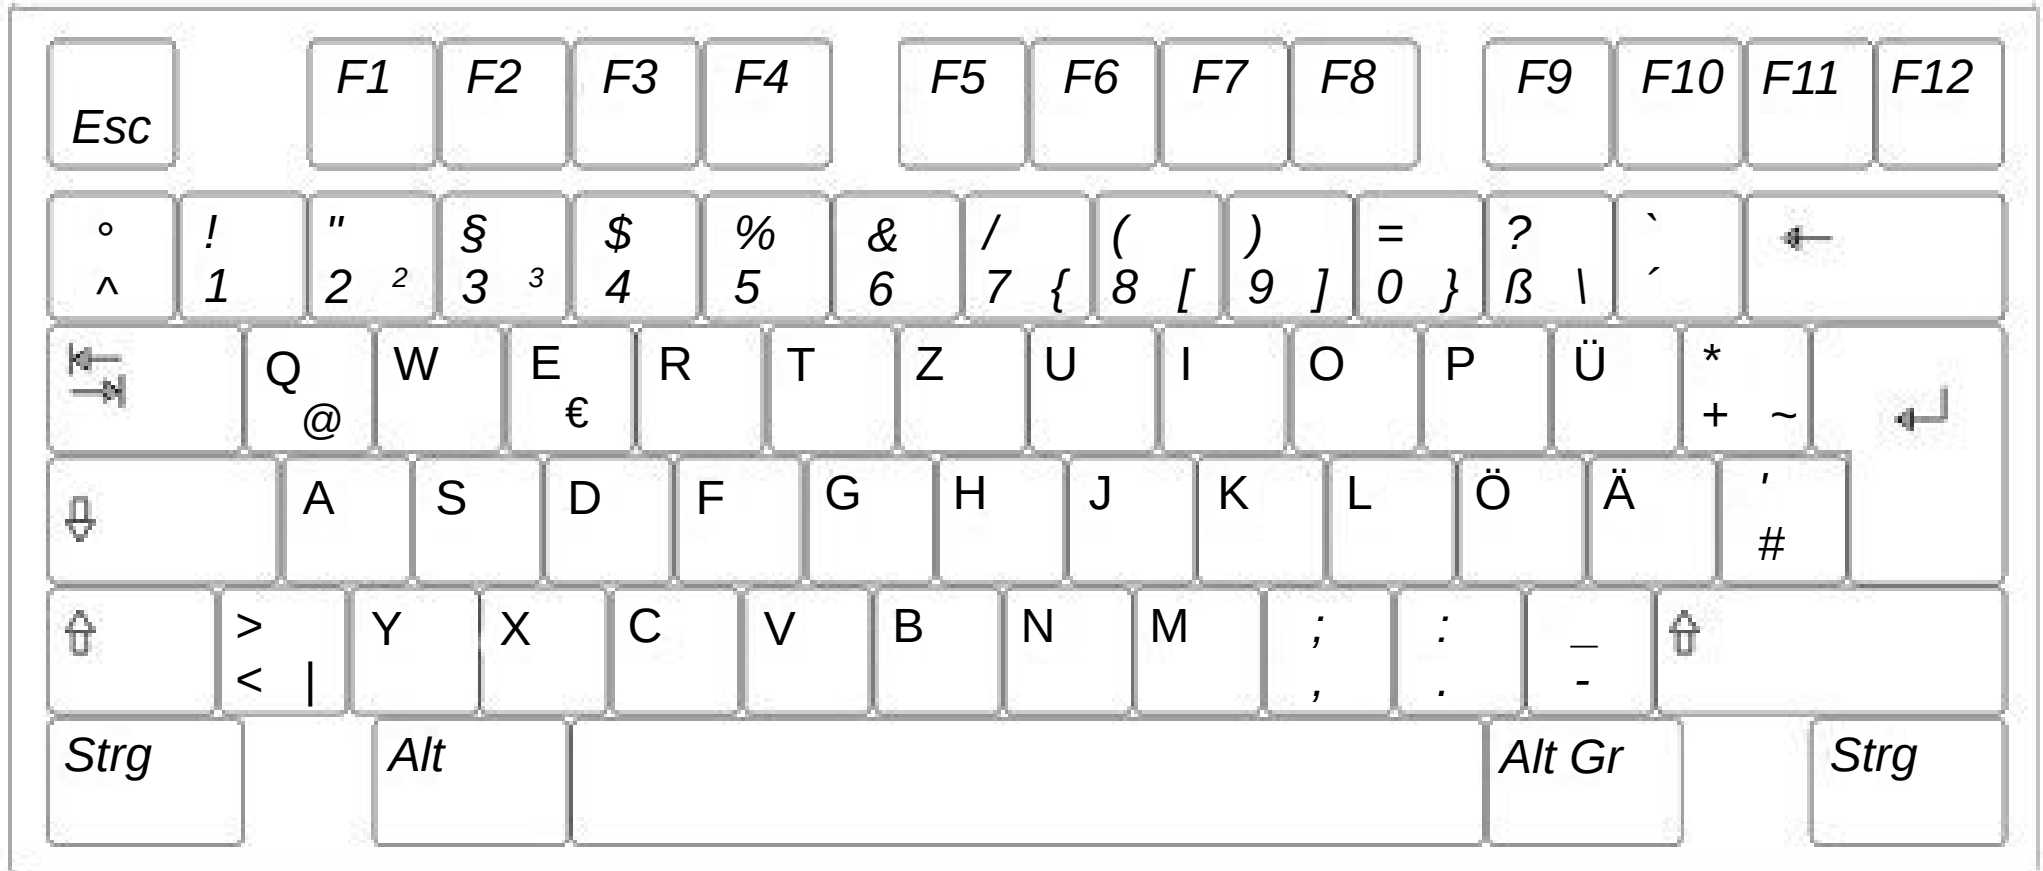 Esc F1 F2 F3 F4 F5 F6 F7 F8 F9 F10 F11 F12
° ! " § $ % & / ( ) = ? `
^ 1 2 ² 3 ³ 4 5 6 7 { 8 [ 9 ] 0 } ß \ ´
Q W E R T Z U I O P Ü *
@ € + ~
A S D F G H J K L Ö Ä '
#
> Y X C V B N M ; : _
< | , . -
Strg Alt Alt Gr Strg